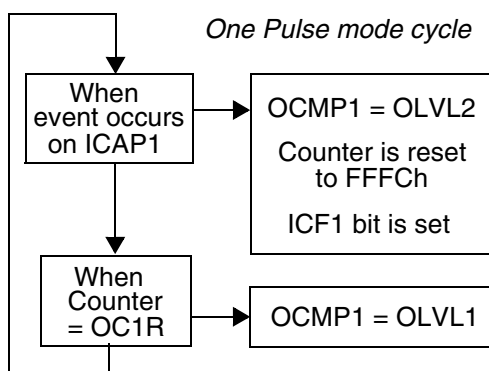 One Pulse mode cycle
When
event occurs
on ICAP1
OCMP1 = OLVL2
Counter is reset
to FFFCh
ICF1 bit is set
When
Counter
= OC1R
OCMP1 = OLVL1